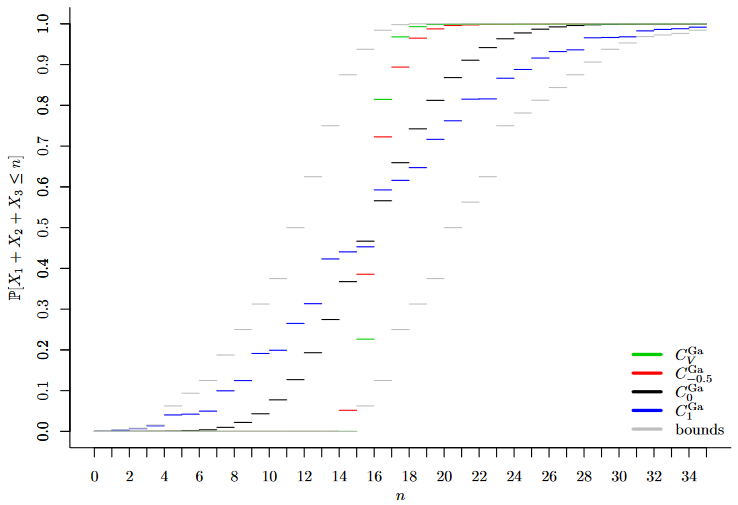 ℙ[X₁ + X₂ + X₃ ≤ n]
1.0
0.9
0.8
0.7
0.6
0.5
0.4
0.3
0.2
0.1
0.0
C_V^Ga
C_{-0.5}^Ga
C_0^Ga
C_1^Ga
bounds
0 2 4 6 8 10 12 14 16 18 20 22 24 26 28 30 32 34
n